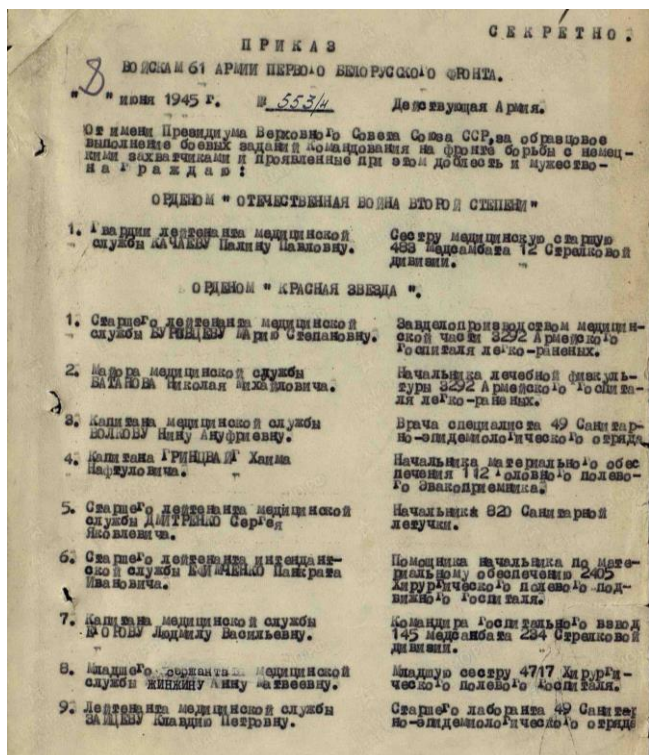 СЕКРЕТНО.
ПРИКАЗ
ВОЙСКАМ 61 АРМИИ ПЕРВОГО БЕЛОРУССКОГО ФРОНТА.
" 8 " июня 1945 г. № 553/н Действующая Армия.
От имени Президиума Верховного Совета Союза ССР, за образцовое
выполнение боевых заданий Командования на фронте борьбы с немец-
кими захватчиками и проявленные при этом доблесть и мужество-
награждаю:
ОРДЕНОМ " ОТЕЧЕСТВЕННАЯ ВОЙНА ВТОРОЙ СТЕПЕНИ"
1. Гвардии лейтенанта медицинской Сестру медицинскую старшую
службы КАЧАЕВУ Галину Павловну. 483 Медсамбата 12 Стрелковой
дивизии.
ОРДЕНОМ " КРАСНАЯ ЗВЕЗДА ".
1. Старшего лейтенанта медицинской Завделопроизводством медицин-
службы Марию Степановну. ской части 3292 Армейского
Госпиталя легко-раненых.
2. Майора медицинской службы Начальника лечебной физкуль-
БАТАНОВА Николая Михайловича. туры 3292 Армейского Госпита-
ля легко-раненых.
3. Капитана медицинской службы Врача специалиста 49 Санитар-
ВОЛКОВУ Нину Ануфриевну. но-эпидемиологического отряда
4. Капитана ГРИНЦВАЙГ Хаима Начальника материального обес
Нафтуловича. печения 112 Головного полево-
го Эвакоприемника.
5. Старшего лейтенанта медицинской Начальника 820 Санитарной
службы ДМИТРЕНКО Сергея летучки.
Яковлевича.
6. Старшего лейтенанта интендант- Помощника начальника по мате-
ской службы ЕФИМЧЕНКО Панкрата риальному обеспечению 2405
Ивановича. Хирургического полевого под-
вижного Госпиталя.
7. Капитана медицинской службы Командира Госпитального взвод
Людмилу Васильевну. 145 медсанбата 234 Стрелковой
дивизии.
8. Младшего сержанта медицинской Младшую сестру 4717 Хирурги-
службы ЖИНЖИНУ Анну Матвеевну. ческого полевого Госпиталя.
9. Лейтенанта медицинской службы Старшего лаборанта 49 Санитар
ЗАЙЦЕВУ Клавдию Петровну. но-эпидемиологического отряда